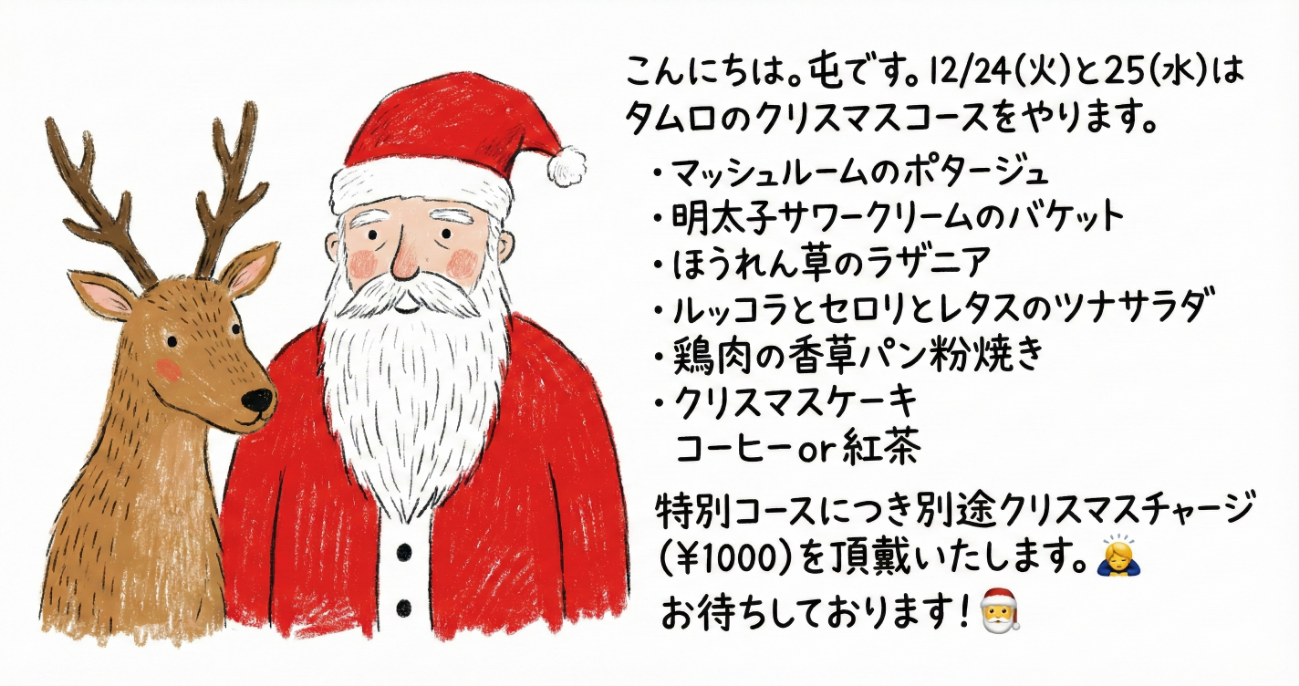 こんにちは。屯です。12/24(火)と25(水)は
タムロのクリスマスコースをやります。
・マッシュルームのポタージュ
・明太子サワークリームのバケット
・ほうれん草のラザニア
・ルッコラとセロリとレタスのツナサラダ
・鶏肉の香草パン粉焼き
・クリスマスケーキ
コーヒーor紅茶
特別コースにつき別途クリスマスチャージ
(¥1000)を頂戴いたします。🙇
お待ちしております!🎅